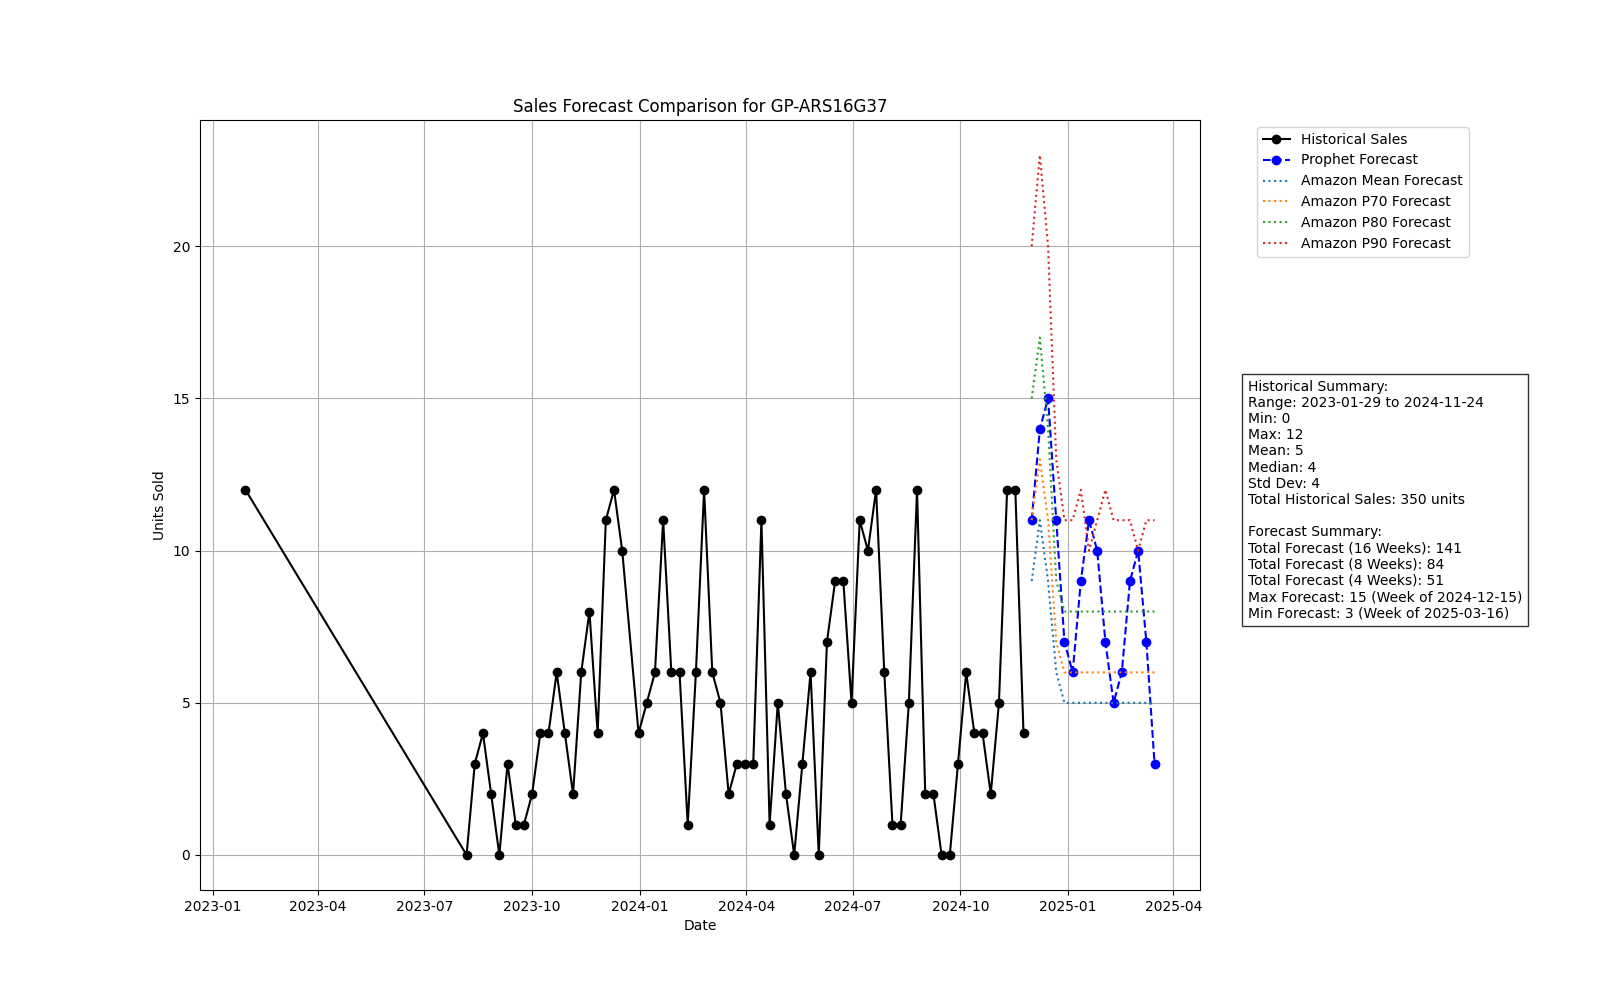 Sales Forecast Comparison for GP-ARS16G37
Units Sold
20
15
10
5
0
2023-01
2023-04
2023-07
2023-10
2024-01
2024-04
2024-07
2024-10
2025-01
2025-04
Date
Historical Sales
Prophet Forecast
Amazon Mean Forecast
Amazon P70 Forecast
Amazon P80 Forecast
Amazon P90 Forecast
Historical Summary:
Range: 2023-01-29 to 2024-11-24
Min: 0
Max: 12
Mean: 5
Median: 4
Std Dev: 4
Total Historical Sales: 350 units
Forecast Summary:
Total Forecast (16 Weeks): 141
Total Forecast (8 Weeks): 84
Total Forecast (4 Weeks): 51
Max Forecast: 15 (Week of 2024-12-15)
Min Forecast: 3 (Week of 2025-03-16)